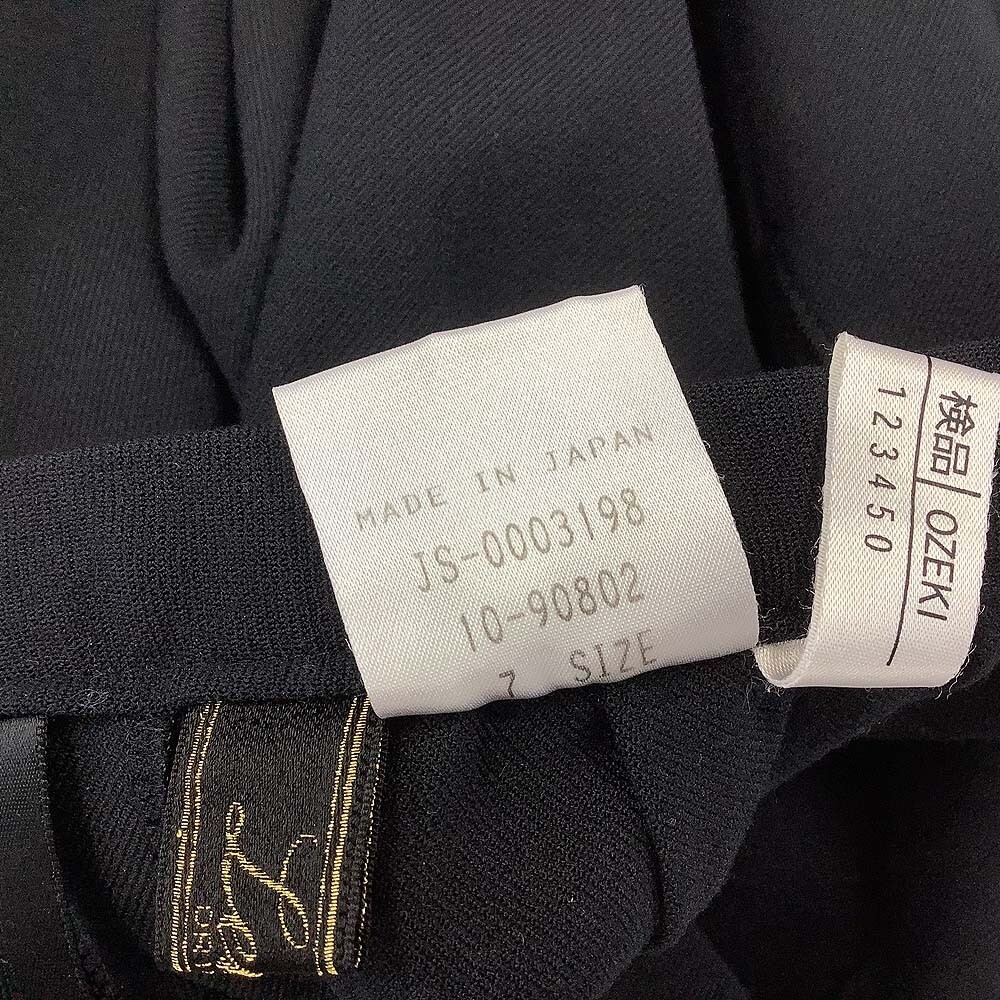 MADE IN JAPAN
JS-0003198
10-90802
7 SIZE
検品 OZEKI
123450